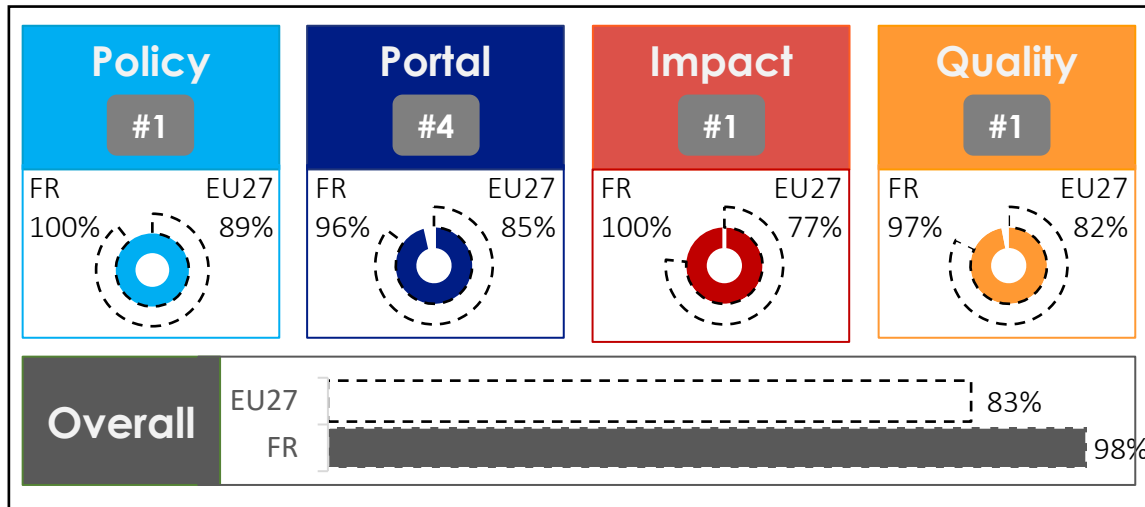 Policy
#1
FR EU27
100% 89%
Portal
#4
FR EU27
96% 85%
Impact
#1
FR EU27
100% 77%
Quality
#1
FR EU27
97% 82%
Overall
EU27 83%
FR 98%